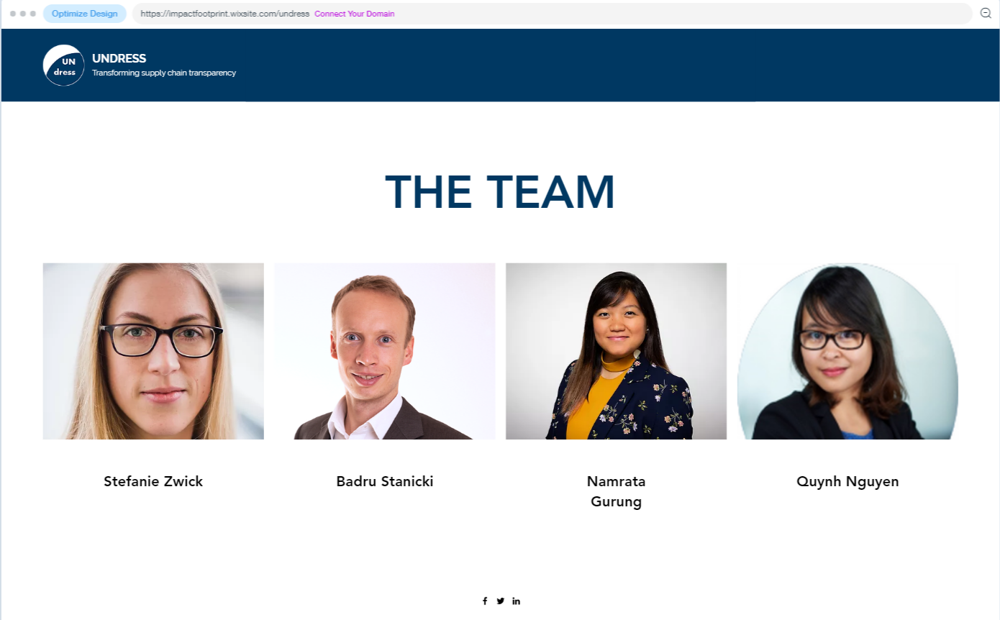 Optimize Design
https://impactfootprint.wixsite.com/undress Connect Your Domain
UN
dress
UNDRESS
Transforming supply chain transparency
THE TEAM
Stefanie Zwick
Badru Stanicki
Namrata
Gurung
Quynh Nguyen